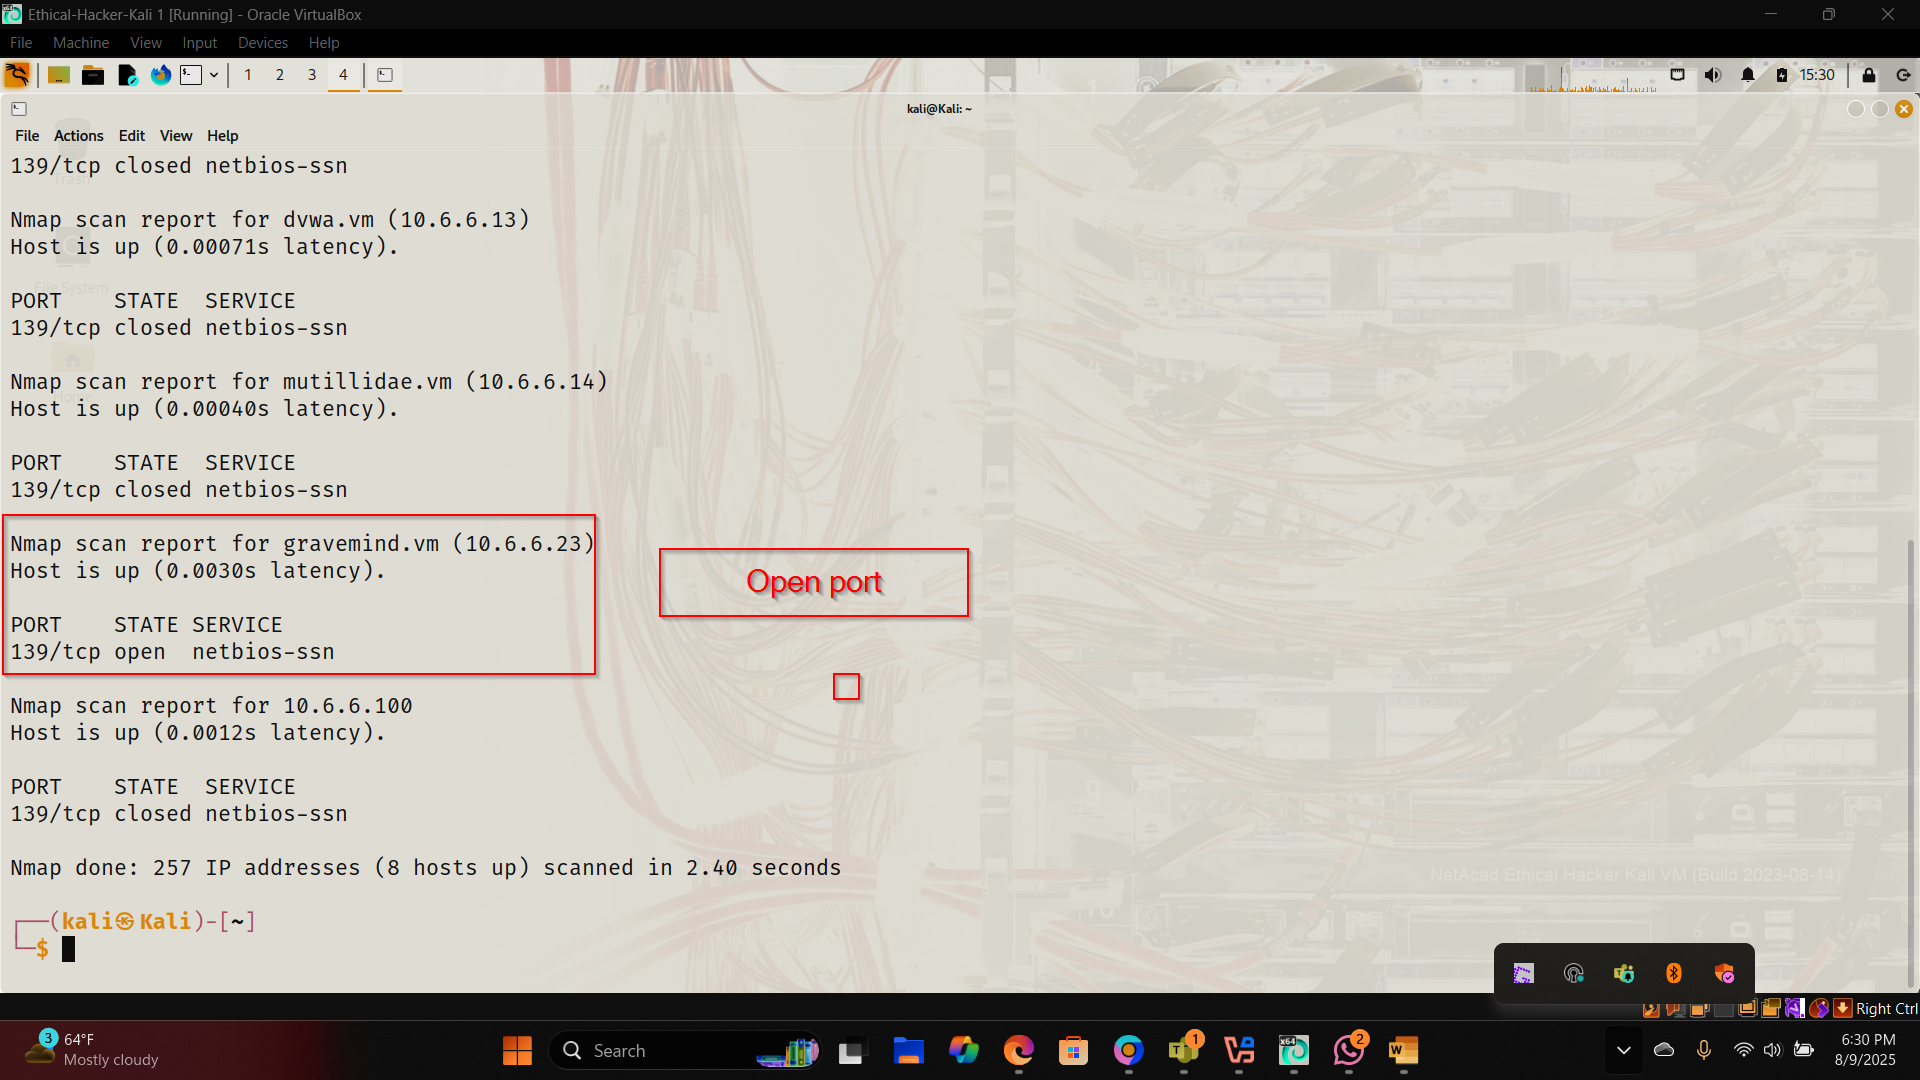 Ethical-Hacker-Kali 1 [Running] - Oracle VirtualBox
File Machine View Input Devices Help
1 2 3 4 15:30
kali@Kali: ~
File Actions Edit View Help
139/tcp closed netbios-ssn
Trash
Nmap scan report for dvwa.vm (10.6.6.13)
Host is up (0.00071s latency).
File System
PORT STATE SERVICE
139/tcp closed netbios-ssn
Nmap scan report for mutillidae.vm (10.6.6.14)
Home
Host is up (0.00040s latency).
PORT STATE SERVICE
139/tcp closed netbios-ssn
Nmap scan report for gravemind.vm (10.6.6.23)
Host is up (0.0030s latency).
Open port
PORT STATE SERVICE
139/tcp open netbios-ssn
Nmap scan report for 10.6.6.100
Host is up (0.0012s latency).
PORT STATE SERVICE
139/tcp closed netbios-ssn
Nmap done: 257 IP addresses (8 hosts up) scanned in 2.40 seconds
NetAcad Ethical Hacker Kali VM (Build 2023-08-14)
┌──(kali㉿Kali)-[~]
└─$
Right Ctrl
3 64°F
Mostly cloudy
Search
1
x64
2
W
6:30 PM
8/9/2025